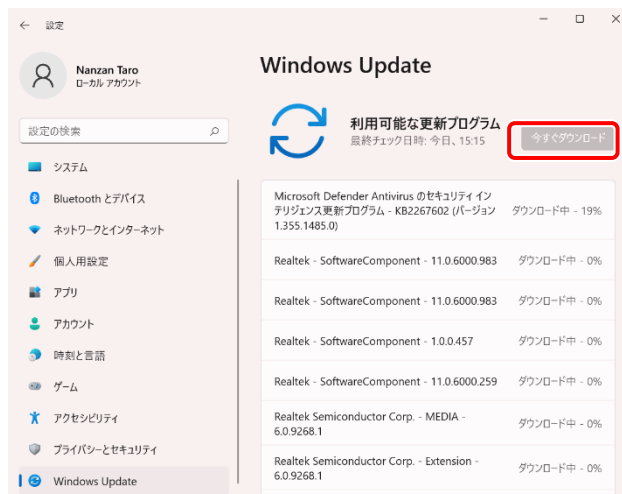 ← 設定
Nanzan Taro
ローカル アカウント
設定の検索
システム
Bluetooth とデバイス
ネットワークとインターネット
個人用設定
アプリ
アカウント
時刻と言語
ゲーム
アクセシビリティ
プライバシーとセキュリティ
Windows Update
Windows Update
利用可能な更新プログラム
最終チェック日時: 今日、15:15
今すぐダウンロード
Microsoft Defender Antivirus のセキュリティ イン
テリジェンス更新プログラム - KB2267602 (バージョン
1.355.1485.0)
ダウンロード中 - 19%
Realtek - SoftwareComponent - 11.0.6000.983
ダウンロード中 - 0%
Realtek - SoftwareComponent - 11.0.6000.983
ダウンロード中 - 0%
Realtek - SoftwareComponent - 1.0.0.457
ダウンロード中 - 0%
Realtek - SoftwareComponent - 11.0.6000.259
ダウンロード中 - 0%
Realtek Semiconductor Corp. - MEDIA -
6.0.9268.1
ダウンロード中 - 0%
Realtek Semiconductor Corp. - Extension -
6.0.9268.1
ダウンロード中 - 0%